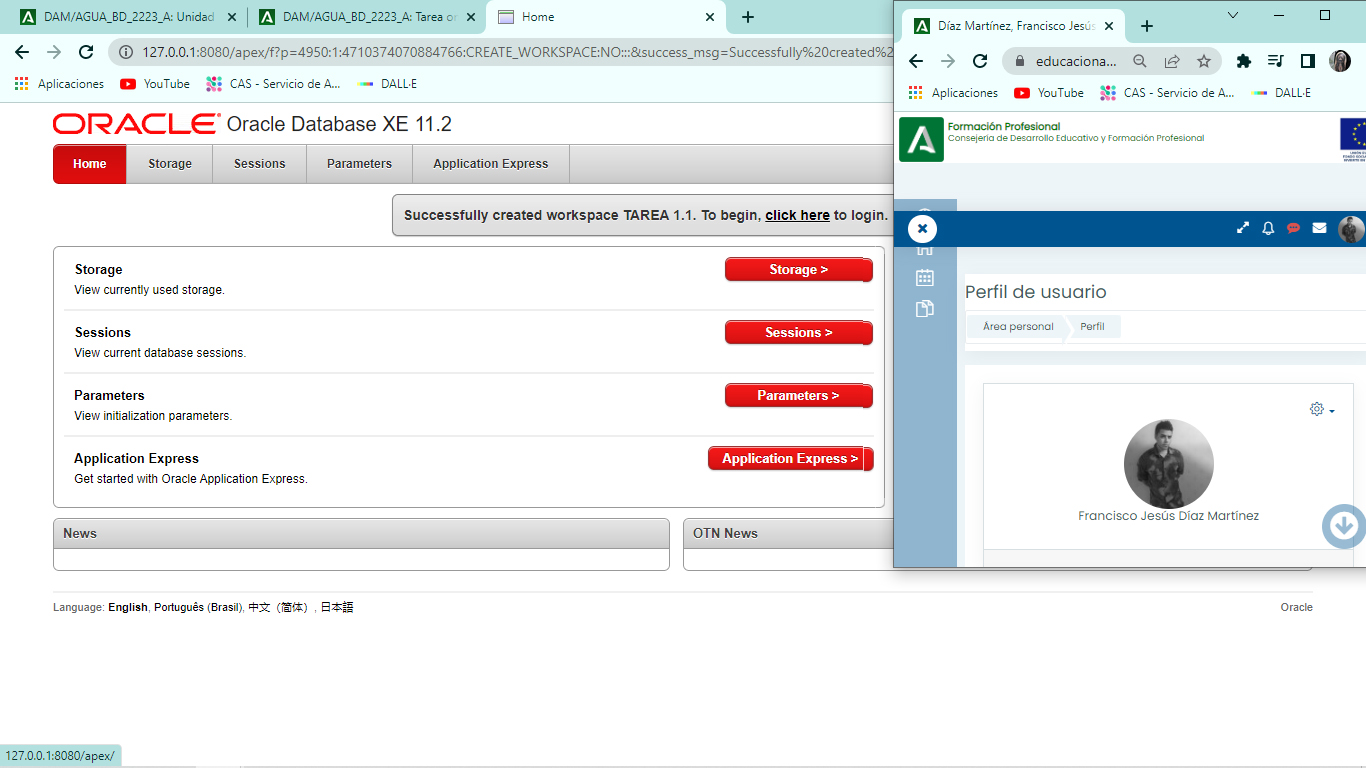 DAM/AGUA_BD_2223_A: Unidad
DAM/AGUA_BD_2223_A: Tarea or
Home
127.0.0.1:8080/apex/f?p=4950:1:4710374070884766:CREATE_WORKSPACE:NO:::&success_msg=Successfully%20created%2
Aplicaciones
YouTube
CAS - Servicio de A...
DALL·E
ORACLE Oracle Database XE 11.2
Home
Storage
Sessions
Parameters
Application Express
Successfully created workspace TAREA 1.1. To begin, click here to login.
Storage
View currently used storage.
Storage >
Sessions
View current database sessions.
Sessions >
Parameters
View initialization parameters.
Parameters >
Application Express
Get started with Oracle Application Express.
Application Express >
News
OTN News
Language: English, Português (Brasil), 中文（简体）, 日本語
Oracle
127.0.0.1:8080/apex/
Díaz Martínez, Francisco Jesús
educaciona...
Aplicaciones
YouTube
CAS - Servicio de A...
DALL·E
Formación Profesional
Consejería de Desarrollo Educativo y Formación Profesional
Perfil de usuario
Área personal
Perfil
Francisco Jesús Díaz Martínez